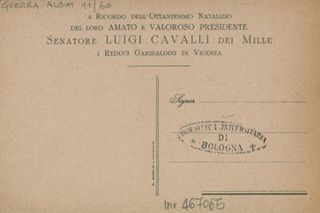 GUERRA ALBUM 11/60
A RICORDO DELL'OTTANTESIMO NATALIZIO
DEL LORO AMATO E VALOROSO PRESIDENTE
SENATORE LUIGI CAVALLI DEI MILLE
I REDUCI GARIBALDINI DI VICENZA
Signor
BIBLIOTECA UNIVERSITARIA
DI
BOLOGNA
Inv 467065